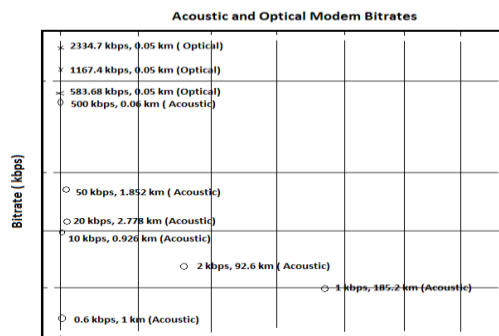 Acoustic and Optical Modem Bitrates
2334.7 kbps, 0.05 km ( Optical)
1167.4 kbps, 0.05 km (Optical)
583.68 kbps, 0.05 km (Optical)
500 kbps, 0.06 km ( Acoustic)
Bitrate ( kbps)
50 kbps, 1.852 km ( Acoustic)
20 kbps, 2.778 km (Acoustic)
10 kbps, 0.926 km (Acoustic)
2 kbps, 92.6 km ( Acoustic)
1 kbps, 185.2 km (Acoustic)
0.6 kbps, 1 km (Acoustic)